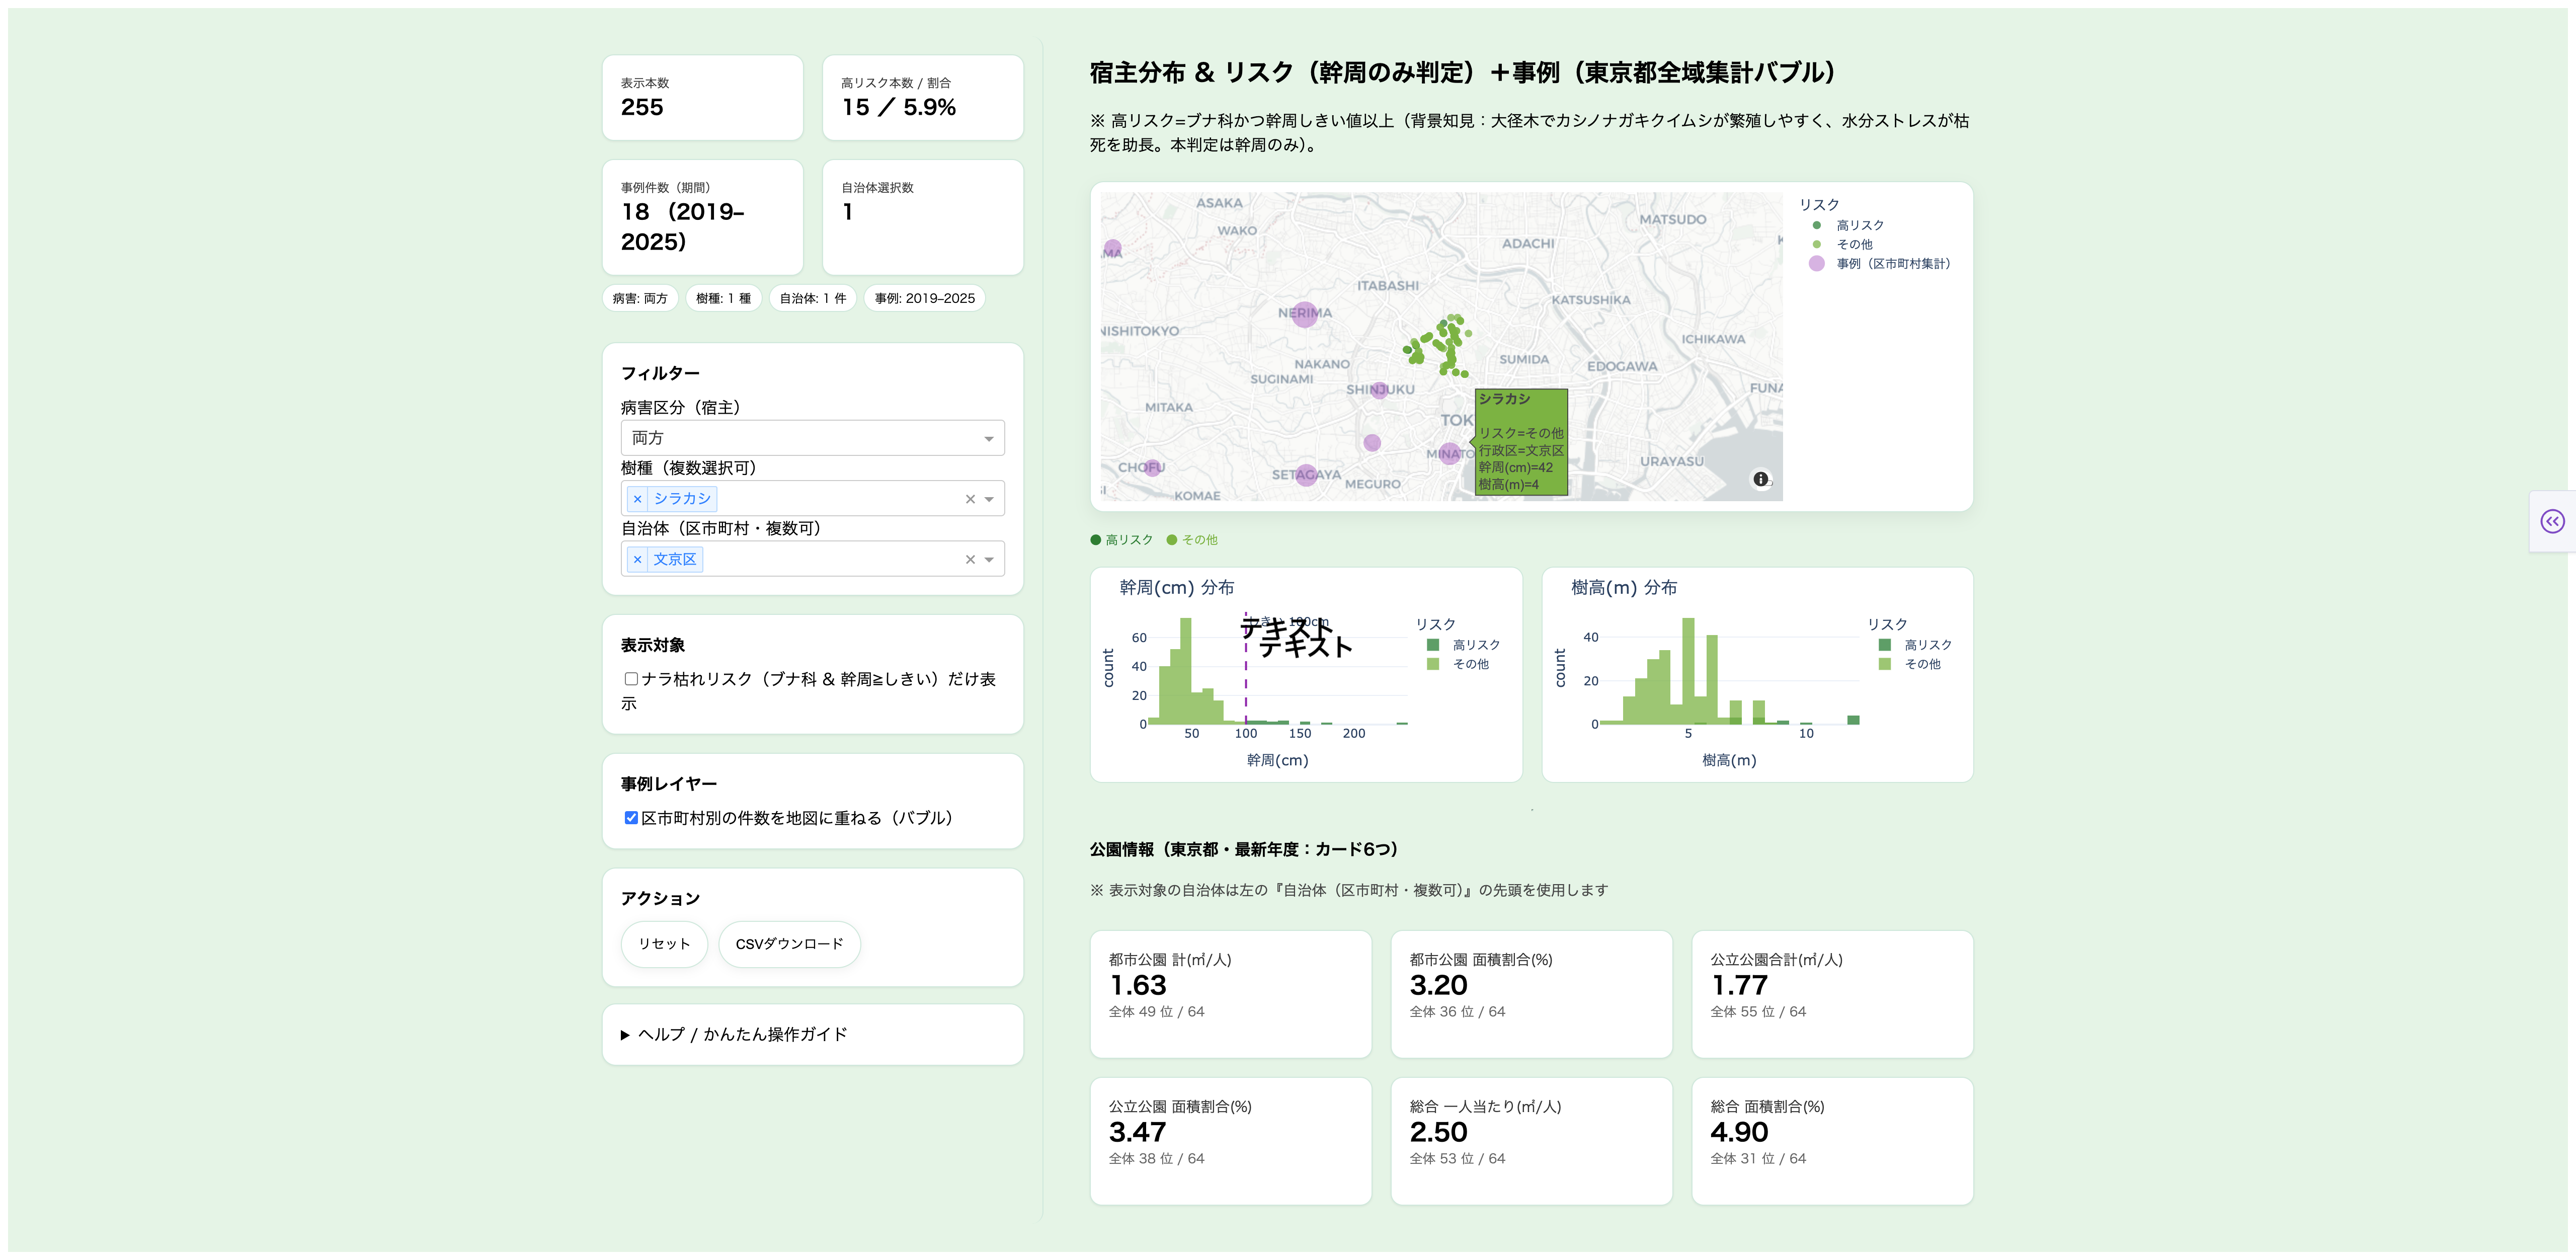 表示本数
255
高リスク本数 / 割合
15 ／ 5.9%
事例件数（期間）
18 （2019–
2025）
自治体選択数
1
病害: 両方
樹種: 1 種
自治体: 1 件
事例: 2019–2025
フィルター
病害区分（宿主）
両方
樹種（複数選択可）
× シラカシ
自治体（区市町村・複数可）
× 文京区
表示対象
ナラ枯れリスク（ブナ科 & 幹周≧しきい）だけ表
示
事例レイヤー
区市町村別の件数を地図に重ねる（バブル）
アクション
リセット
CSVダウンロード
▶ ヘルプ / かんたん操作ガイド
宿主分布 & リスク（幹周のみ判定）＋事例（東京都全域集計バブル）
※ 高リスク=ブナ科かつ幹周しきい値以上（背景知見：大径木でカシノナガキクイムシが繁殖しやすく、水分ストレスが枯
死を助長。本判定は幹周のみ）。
ASAKA
WAKO
MATSUDO
ADACHI
ITABASHI
KATSUSHIKA
NERIMA
NISHITOKYO
ICHIKAWA
NAKANO
SUMIDA
EDOGAWA
SUGINAMI
SHINJUKU
FUNA
MITAKA
TOK
MINATO
CHOFU
SETAGAYA
MEGURO
URAYASU
KOMAE
シラカシ
リスク=その他
行政区=文京区
幹周(cm)=42
樹高(m)=4
リスク
高リスク
その他
事例（区市町村集計）
高リスク
その他
幹周(cm) 分布
テキスト
テキスト
count
60
40
20
0
50
100
150
200
幹周(cm)
リスク
高リスク
その他
樹高(m) 分布
count
40
20
0
5
10
樹高(m)
リスク
高リスク
その他
公園情報（東京都・最新年度：カード6つ）
※ 表示対象の自治体は左の『自治体（区市町村・複数可）』の先頭を使用します
都市公園 計(㎡/人)
1.63
全体 49 位 / 64
都市公園 面積割合(%)
3.20
全体 36 位 / 64
公立公園合計(㎡/人)
1.77
全体 55 位 / 64
公立公園 面積割合(%)
3.47
全体 38 位 / 64
総合 一人当たり(㎡/人)
2.50
全体 53 位 / 64
総合 面積割合(%)
4.90
全体 31 位 / 64